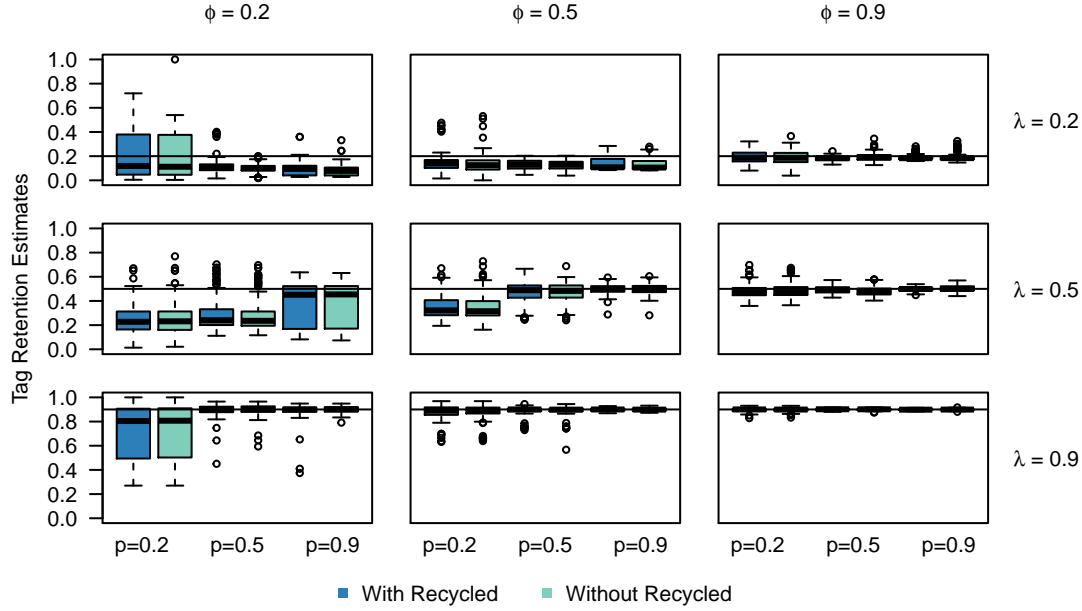 ϕ = 0.2 ϕ = 0.5 ϕ = 0.9
Tag Retention Estimates
1.0
0.8
0.6
0.4
0.2
0.0
λ = 0.2
1.0
0.8
0.6
0.4
0.2
0.0
λ = 0.5
1.0
0.8
0.6
0.4
0.2
0.0
λ = 0.9
p=0.2 p=0.5 p=0.9 p=0.2 p=0.5 p=0.9 p=0.2 p=0.5 p=0.9
With Recycled Without Recycled